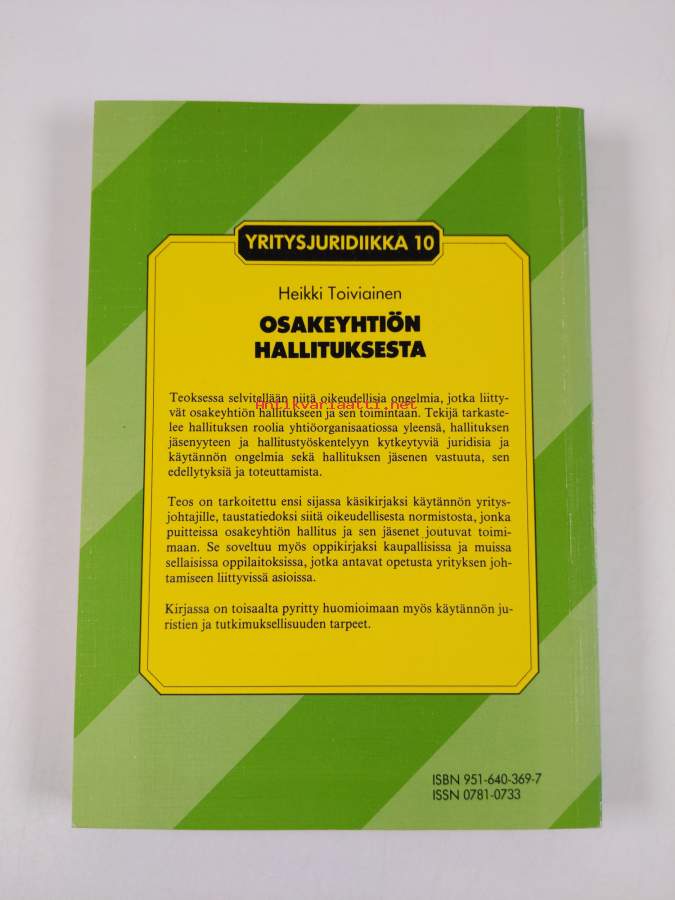 YRITYSJURIDIIKKA 10
Heikki Toiviainen
OSAKEYHTIÖN
HALLITUKSESTA
Teoksessa selvitellään niitä oikeudellisia ongelmia, jotka liitty-
vät osakeyhtiön hallitukseen ja sen toimintaan. Tekijä tarkaste-
Antikvariaatti.net
lee hallituksen roolia yhtiöorganisaatiossa yleensä, hallituksen
jäsenyyteen ja hallitustyöskentelyyn kytkeytyviä juridisia ja
käytännön ongelmia sekä hallituksen jäsenen vastuuta, sen
edellytyksiä ja toteuttamista.
Teos on tarkoitettu ensi sijassa käsikirjaksi käytännön yritys-
johtajille, taustatiedoksi siitä oikeudellisesta normistosta, jonka
puitteissa osakeyhtiön hallitus ja sen jäsenet joutuvat toimi-
maan. Se soveltuu myös oppikirjaksi kaupallisissa ja muissa
sellaisissa oppilaitoksissa, jotka antavat opetusta yrityksen joh-
tamiseen liittyvissä asioissa.
Kirjassa on toisaalta pyritty huomioimaan myös käytännön ju-
ristien ja tutkimuksellisuuden tarpeet.
ISBN 951-640-369-7
ISSN 0781-0733